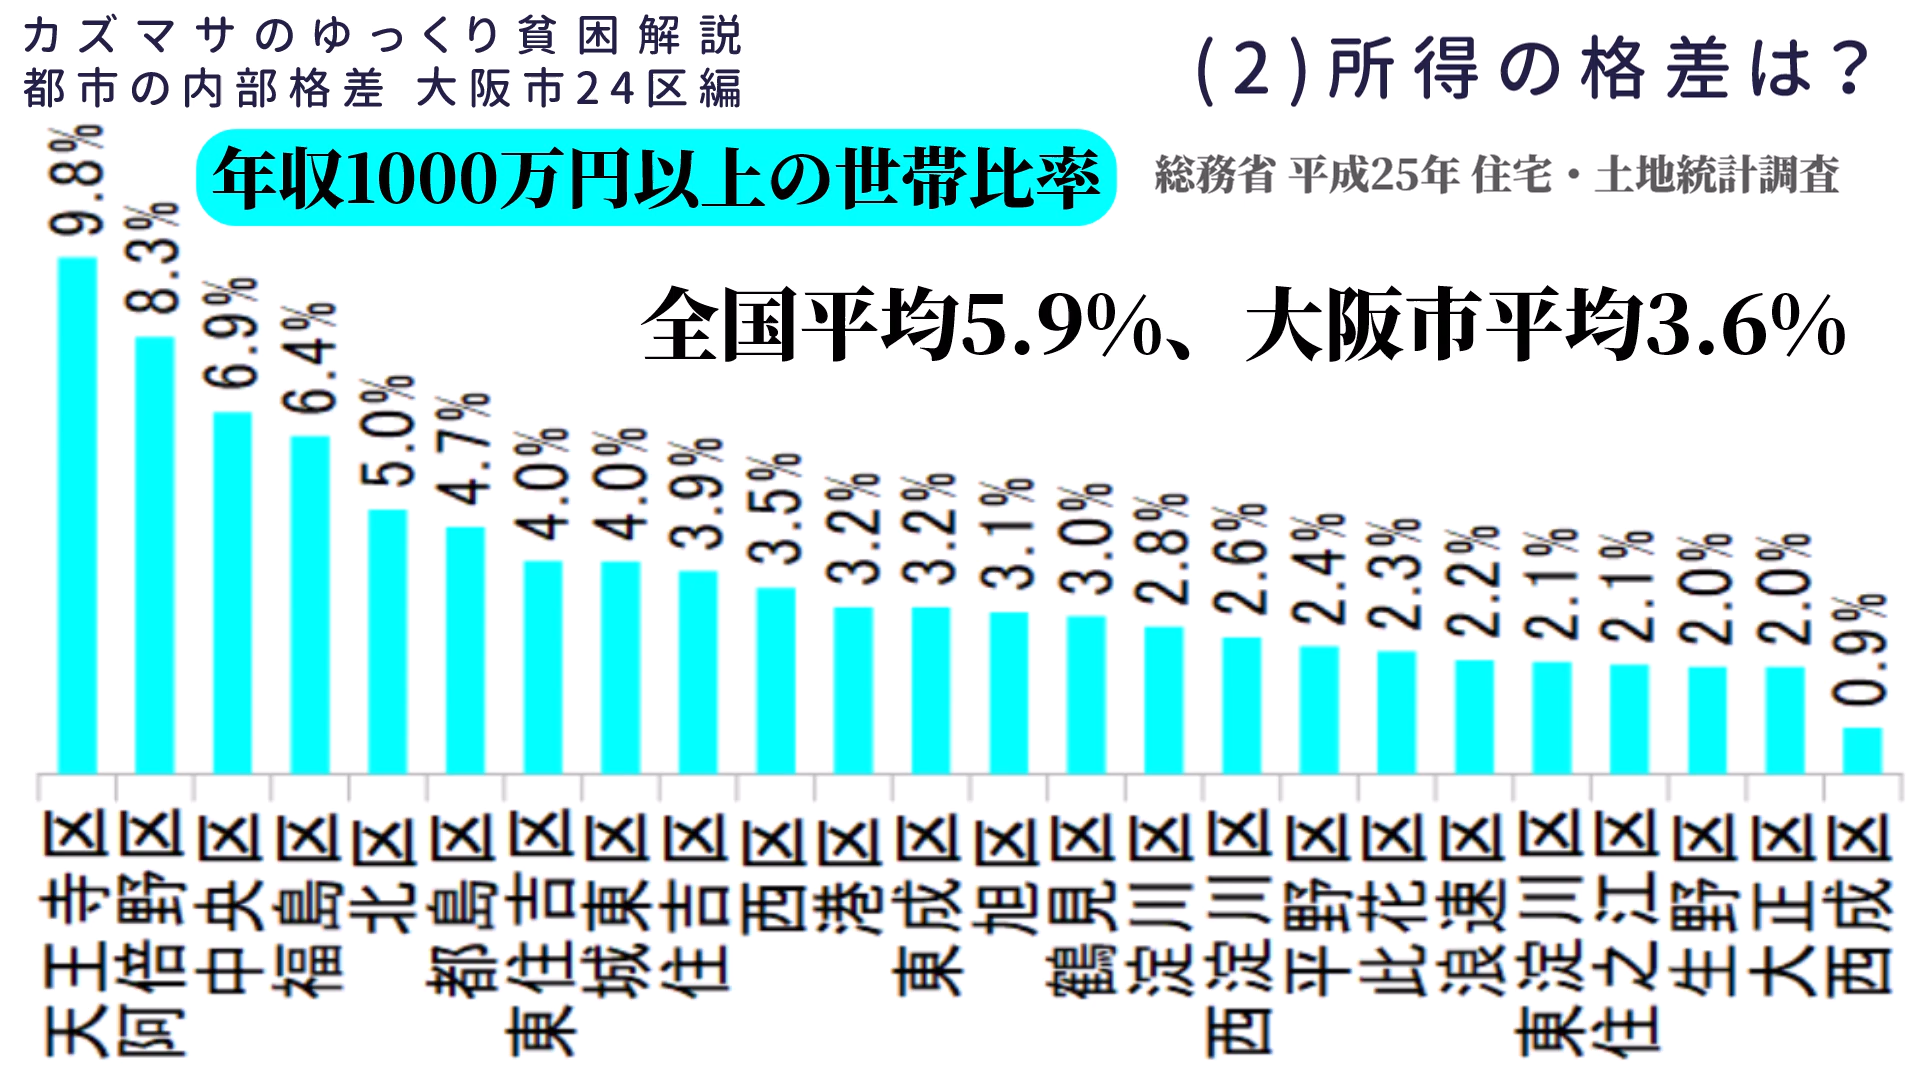 カズマサのゆっくり貧困解説
都市の内部格差 大阪市24区編
(2)所得の格差は?
年収1000万円以上の世帯比率
総務省 平成25年 住宅・土地統計調査
全国平均5.9%、大阪市平均3.6%
9.8%
8.3%
6.9%
6.4%
5.0%
4.7%
4.0%
4.0%
3.9%
3.5%
3.2%
3.2%
3.1%
3.0%
2.8%
2.6%
2.4%
2.3%
2.2%
2.1%
2.1%
2.0%
2.0%
0.9%
天王寺区
阿倍野区
中央区
福島区
北区
都島区
東住吉区
城東区
住吉区
西区
港区
東成区
旭区
鶴見区
淀川区
西淀川区
平野区
此花区
浪速区
東淀川区
住之江区
生野区
大正区
西成区